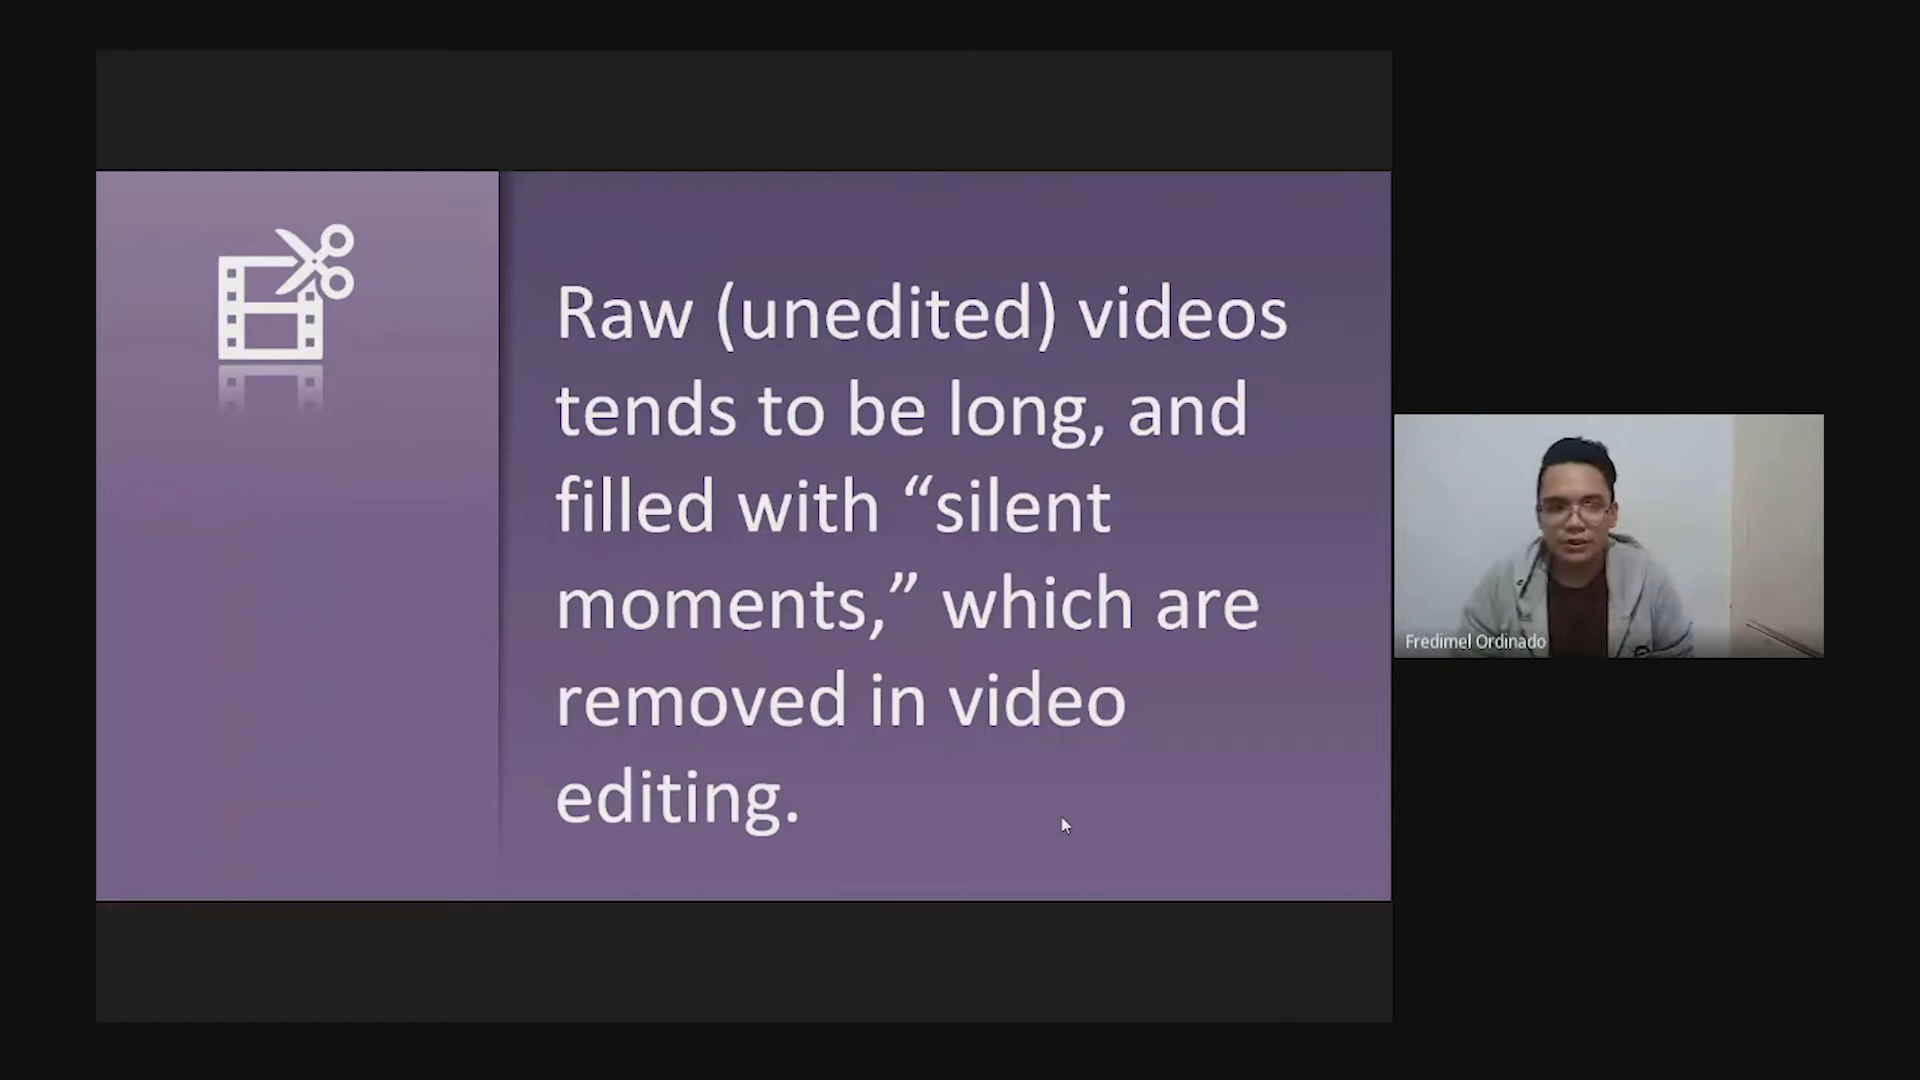 Raw (unedited) videos
tends to be long, and
filled with “silent
moments,” which are
removed in video
editing.
Fredimel Ordinado